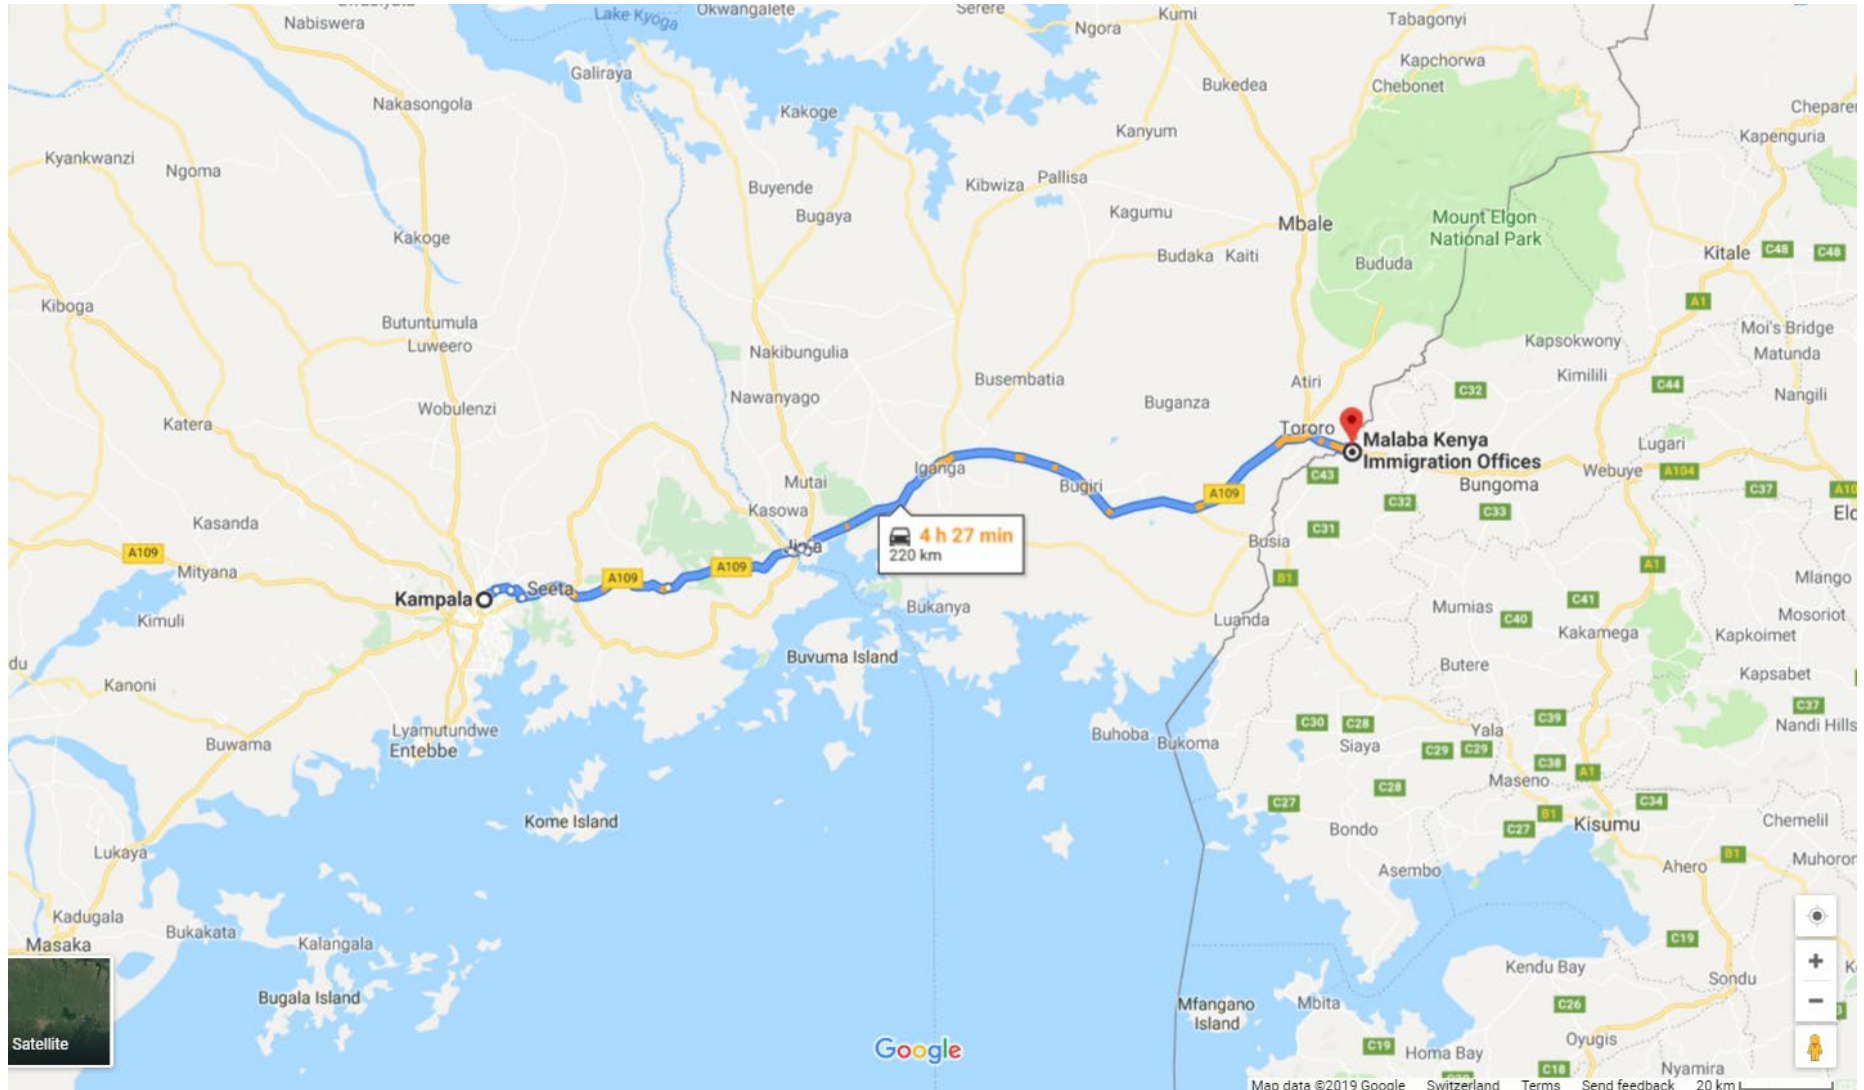 Lake Kyoga
Okwangalete
Serere
Kumi
Tabagonyi
Nabiswera
Ngora
Galiraya
Kapchorwa
Chebonet
Bukedea
Nakasongola
Kakoge
Cheparer
Kanyum
Kapenguria
Kyankwanzi
Ngoma
Buyende
Kibwiza
Pallisa
Bugaya
Kagumu
Mbale
Mount Elgon
National Park
Kakoge
Budaka
Kaiti
Bududa
Kitale
C48
C48
Kiboga
A1
Butuntumula
Luweero
Nakibungulia
Kapsokwony
Moi's Bridge
Matunda
Busembatia
Atiri
Kimilili
C32
C44
Nangili
Nawanyago
Buganza
Wobulenzi
Katera
Tororo
Malaba Kenya
Immigration Offices
Lugari
Iganga
Webuye
A104
C43
Mutai
Bugiri
A109
Bungoma
C37
A10
Kasowa
C32
C33
Eld
Kasanda
4 h 27 min
220 km
C31
Busia
Jinja
A109
Mityana
A109
A109
A1
B1
Mlango
Kampala
Seeta
Bukanya
Mumias
C41
Kimuli
Luanda
C40
Kakamega
Mosoriot
Kapkoimet
du
Buvuma Island
Butere
Kapsabet
Kanoni
C37
C30
C28
C39
Nandi Hills
Lyamutundwe
Entebbe
Buwama
Buhoba
Bukoma
Siaya
Yala
C29
C29
C38
A1
Maseno
C28
C27
C34
B1
Kome Island
Bondo
C27
Kisumu
Chemelil
Lukaya
B1
Muhoror
Asembo
Ahero
Kadugala
Bukakata
Masaka
Kalangala
C19
Kendu Bay
Sondu
K
Bugala Island
Mfangano
Island
Mbita
C26
Satellite
Google
C19
Homa Bay
Oyugis
C18
Nyamira
Map data ©2019 Google
Switzerland
Terms
Send feedback
20 km